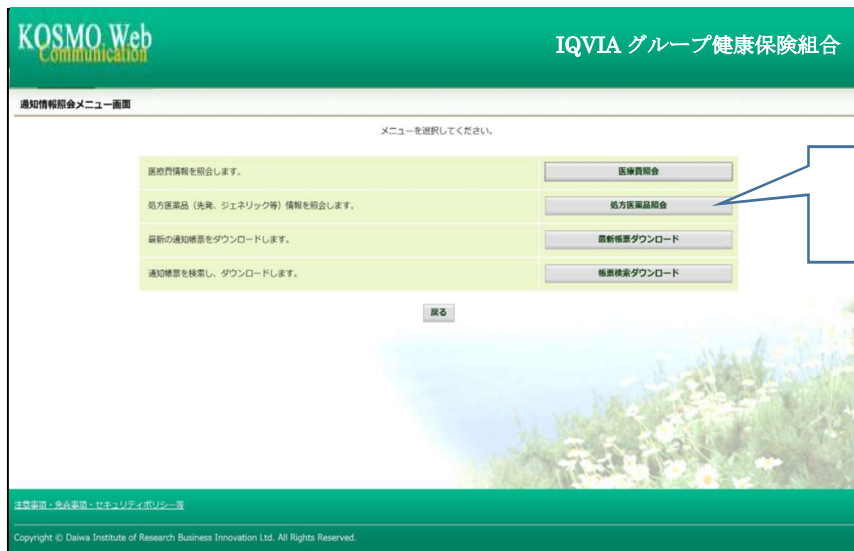 KOSMO Web
Communication
IQVIA グループ健康保険組合
通知情報照会メニュー画面
メニューを選択してください。
医療費情報を照会します。
医療費照会
処方医薬品（先発、ジェネリック等）情報を照会します。
処方医薬品照会
最新の通知帳票をダウンロードします。
最新帳票ダウンロード
通知帳票を検索し、ダウンロードします。
帳票検索ダウンロード
戻る
注意事項・免責事項・セキュリティポリシー等
Copyright © Daiwa Institute of Research Business Innovation Ltd. All Rights Reserved.